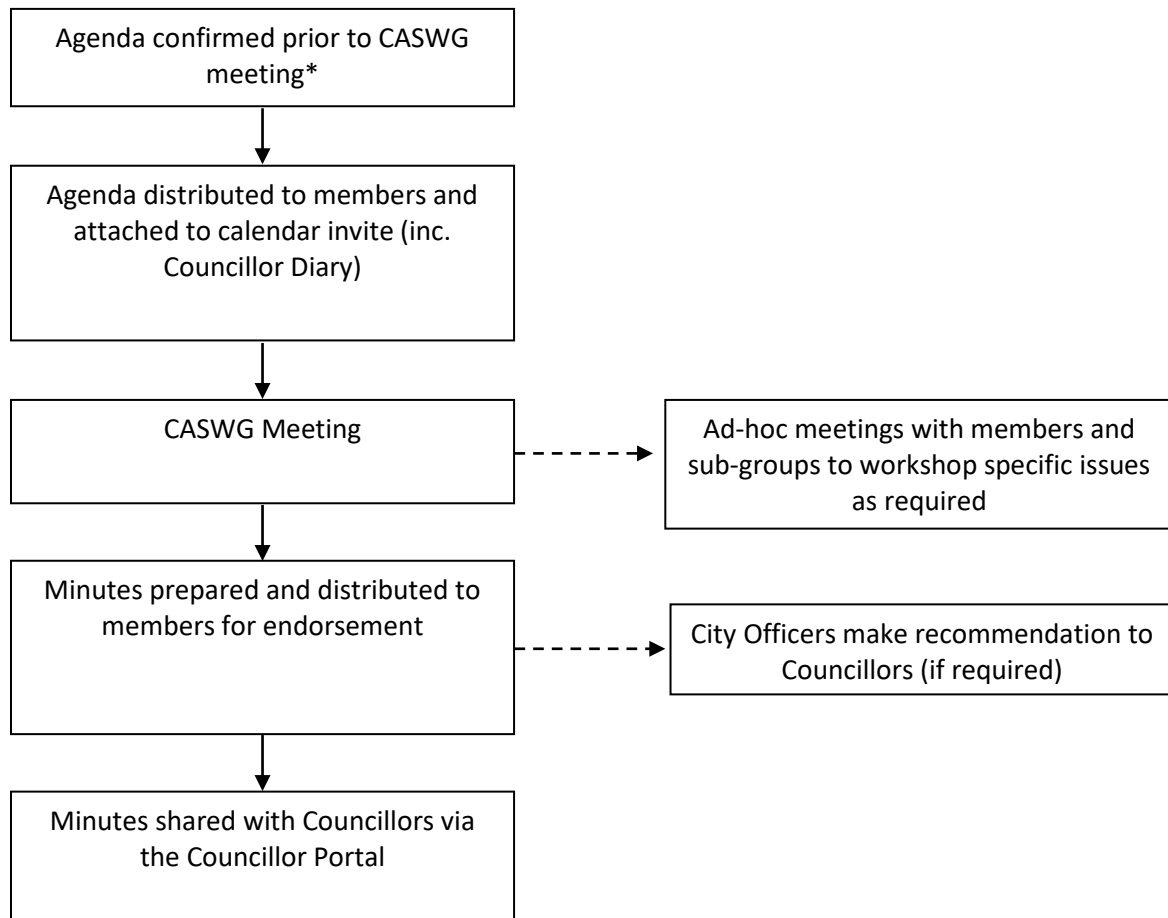 Agenda confirmed prior to CASWG
meeting*
Agenda distributed to members and
attached to calendar invite (inc.
Councillor Diary)
CASWG Meeting
Ad-hoc meetings with members and
sub-groups to workshop specific issues
as required
Minutes prepared and distributed to
members for endorsement
City Officers make recommendation to
Councillors (if required)
Minutes shared with Councillors via
the Councillor Portal